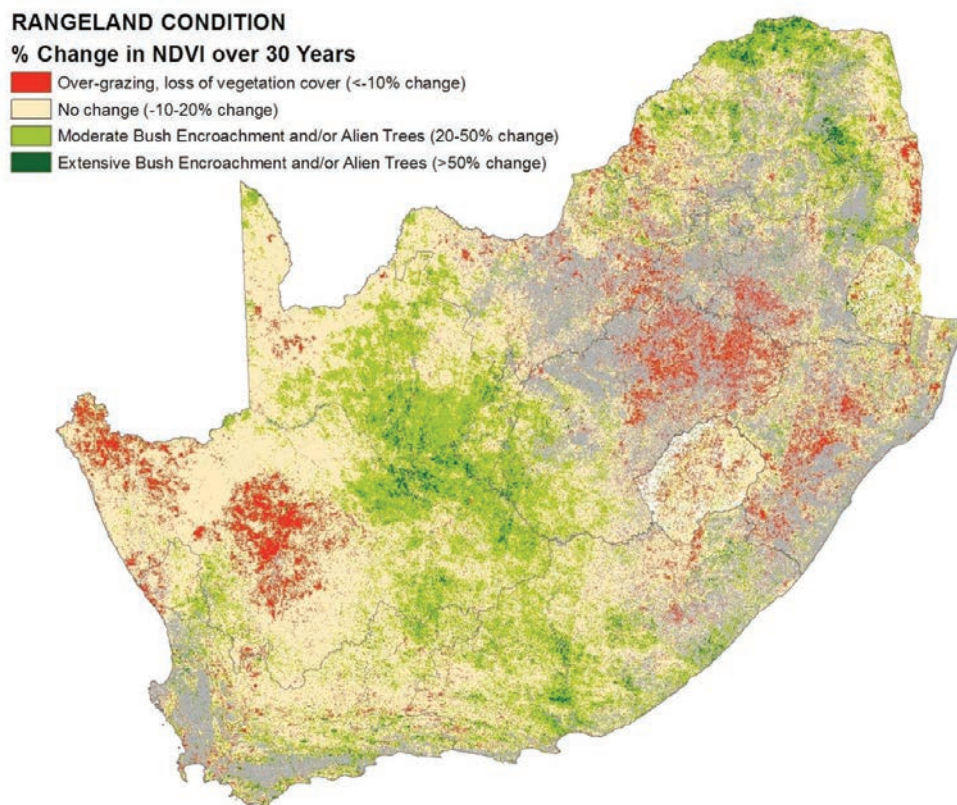 RANGELAND CONDITION
% Change in NDVI over 30 Years
Over-grazing, loss of vegetation cover (<-10% change)
No change (-10-20% change)
Moderate Bush Encroachment and/or Alien Trees (20-50% change)
Extensive Bush Encroachment and/or Alien Trees (>50% change)